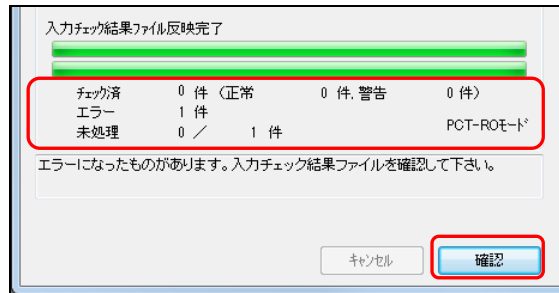 入力ﾁｪｯｸ結果ﾌｧｲﾙ反映完了
ﾁｪｯｸ済 0 件 (正常 0 件, 警告 0 件)
エラー 1 件
未処理 0 ／ 1 件 PCT-ROﾓｰﾄﾞ
エラーになったものがあります。入力チェック結果ファイルを確認して下さい。
ｷｬﾝｾﾙ 確認